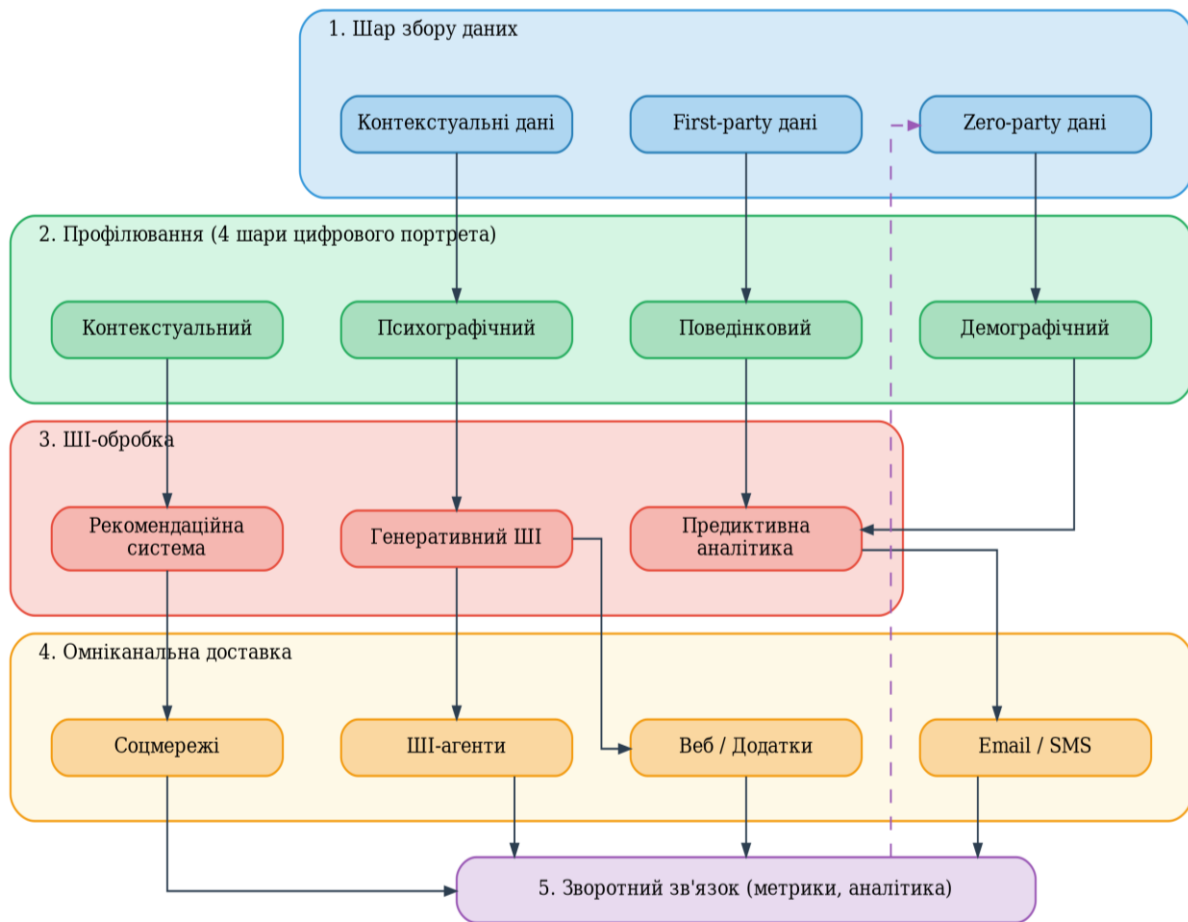 1. Шар збору даних
Контекстуальні дані
First-party дані
Zero-party дані
2. Профілювання (4 шари цифрового портрета)
Контекстуальний
Психографічний
Поведінковий
Демографічний
3. ШІ-обробка
Рекомендаційна
система
Генеративний ШІ
Предиктивна
аналітика
4. Омніканальна доставка
Соцмережі
ШІ-агенти
Веб / Додатки
Email / SMS
5. Зворотний зв'язок (метрики, аналітика)